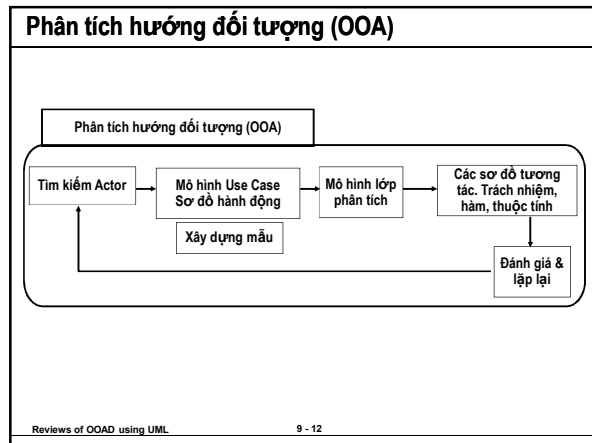 Phân tích hướng đối tượng (OOA)
Phân tích hướng đối tượng (OOA)
Tìm kiếm Actor
Mô hình Use Case
Sơ đồ hành động
Xây dựng mẫu
Mô hình lớp
phân tích
Các sơ đồ tương
tác. Trách nhiệm,
hàm, thuộc tính
Đánh giá &
lặp lại
Reviews of OOAD using UML
9 - 12